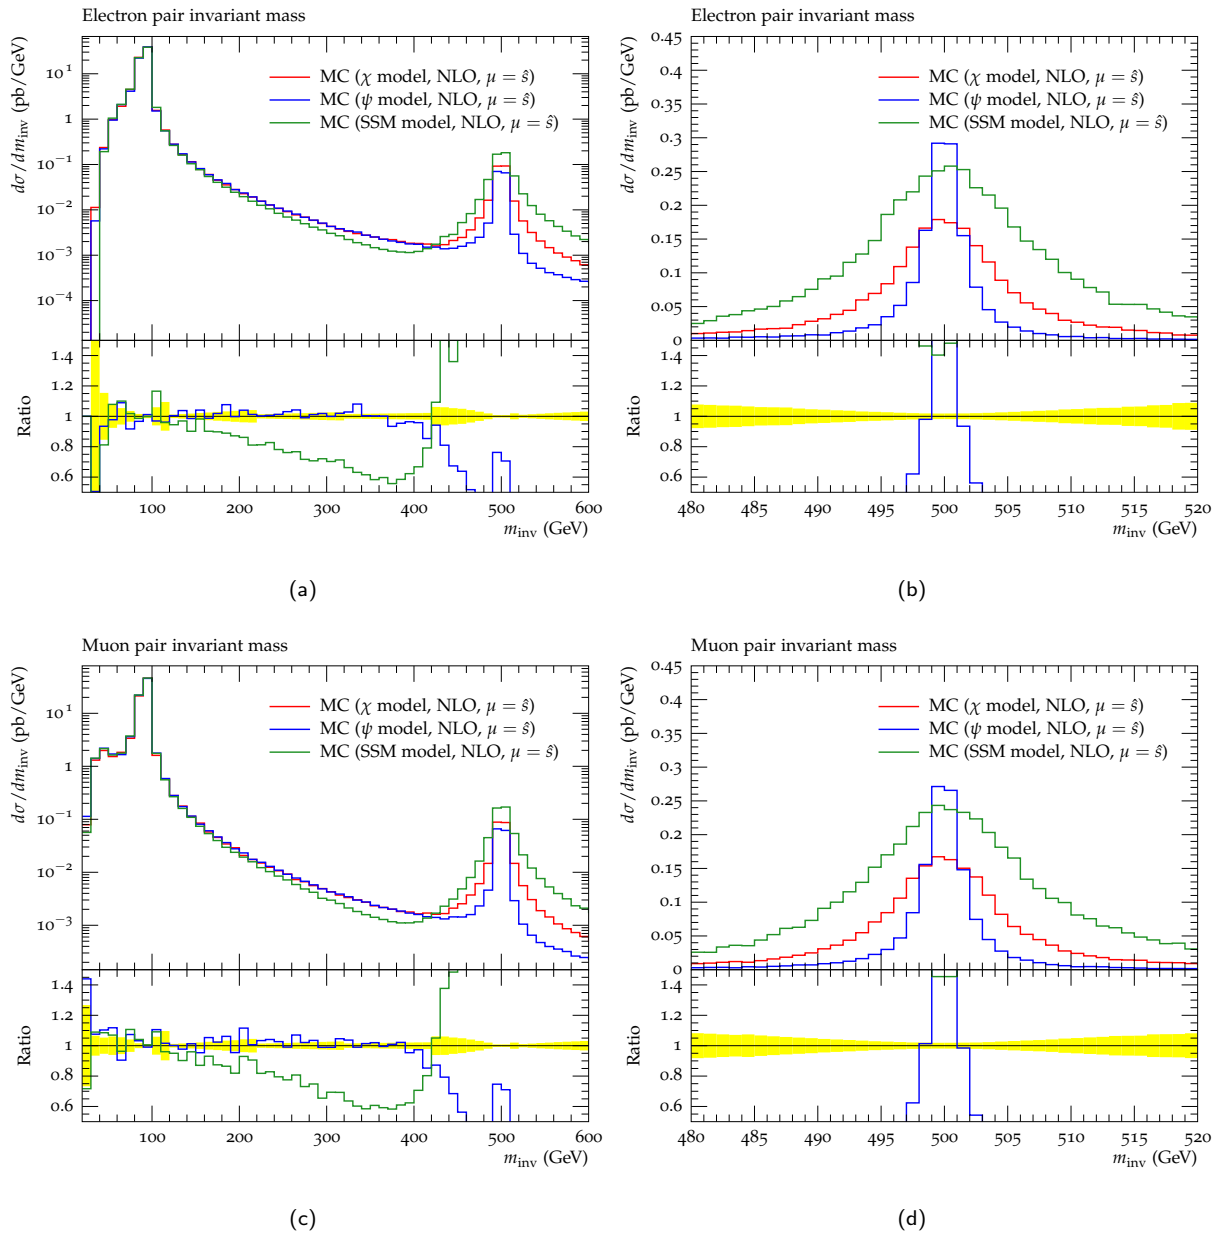 Electron pair invariant mass
MC (χ model, NLO, μ = ŝ)
MC (ψ model, NLO, μ = ŝ)
MC (SSM model, NLO, μ = ŝ)
dσ/dm_inv (pb/GeV)
10^1
1
10^−1
10^−2
10^−3
10^−4
Ratio
1.4
1.2
1
0.8
0.6
100 200 300 400 500 600
m_inv (GeV)
(a)
Electron pair invariant mass
MC (χ model, NLO, μ = ŝ)
MC (ψ model, NLO, μ = ŝ)
MC (SSM model, NLO, μ = ŝ)
dσ/dm_inv (pb/GeV)
0.45
0.4
0.35
0.3
0.25
0.2
0.15
0.1
0.05
0
Ratio
1.4
1.2
1
0.8
0.6
480 485 490 495 500 505 510 515 520
m_inv (GeV)
(b)
Muon pair invariant mass
MC (χ model, NLO, μ = ŝ)
MC (ψ model, NLO, μ = ŝ)
MC (SSM model, NLO, μ = ŝ)
dσ/dm_inv (pb/GeV)
10^1
1
10^−1
10^−2
10^−3
Ratio
1.4
1.2
1
0.8
0.6
100 200 300 400 500 600
m_inv (GeV)
(c)
Muon pair invariant mass
MC (χ model, NLO, μ = ŝ)
MC (ψ model, NLO, μ = ŝ)
MC (SSM model, NLO, μ = ŝ)
dσ/dm_inv (pb/GeV)
0.45
0.4
0.35
0.3
0.25
0.2
0.15
0.1
0.05
0
Ratio
1.4
1.2
1
0.8
0.6
480 485 490 495 500 505 510 515 520
m_inv (GeV)
(d)